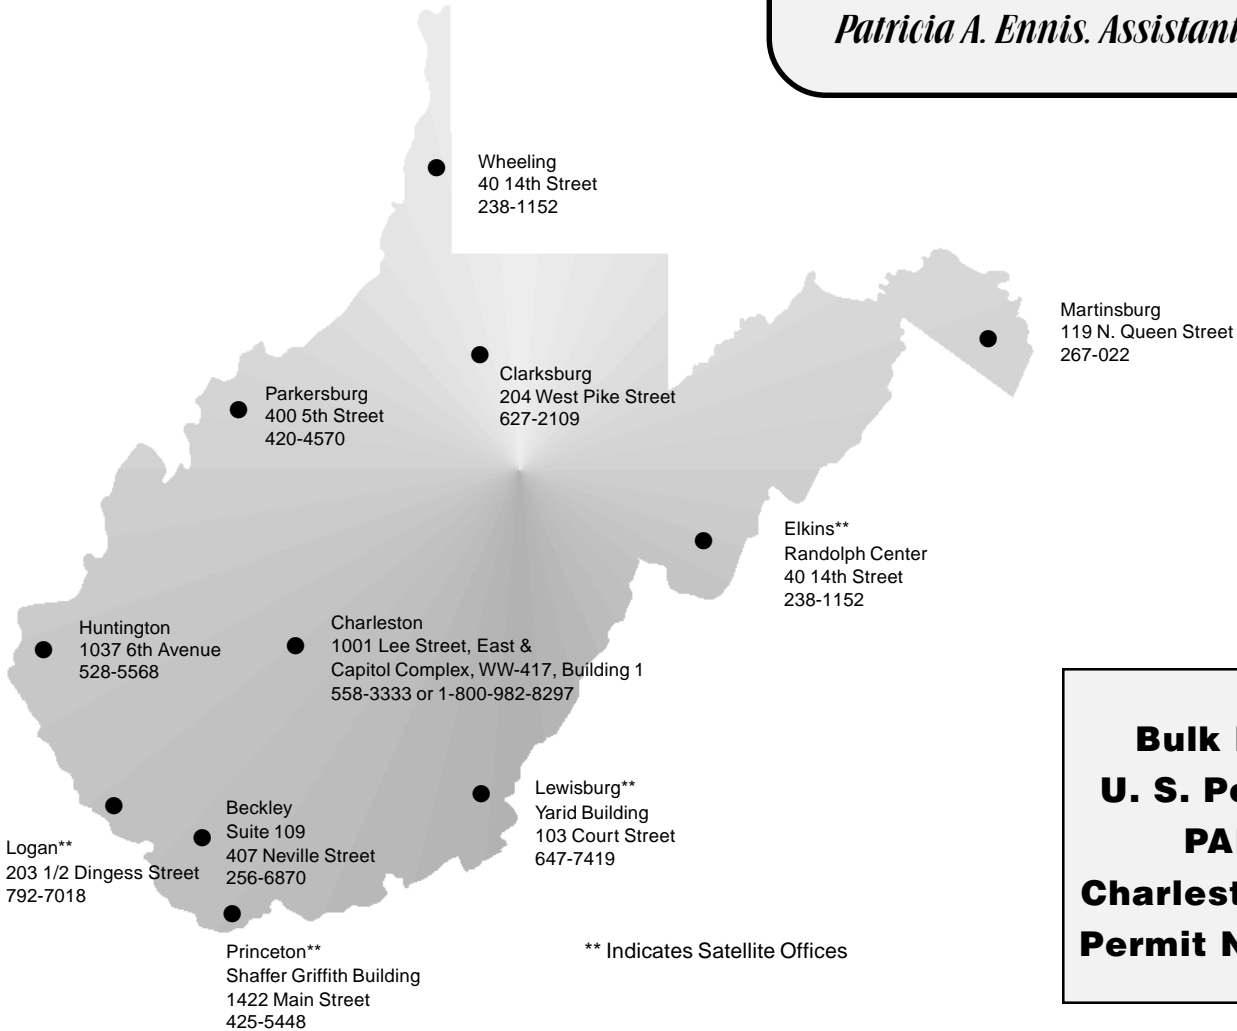 Patricia A. Ennis, Assistant
Wheeling
40 14th Street
238-1152
Martinsburg
119 N. Queen Street
267-022
Clarksburg
204 West Pike Street
627-2109
Parkersburg
400 5th Street
420-4570
Elkins**
Randolph Center
40 14th Street
238-1152
Huntington
1037 6th Avenue
528-5568
Charleston
1001 Lee Street, East &
Capitol Complex, WW-417, Building 1
558-3333 or 1-800-982-8297
Bulk
U. S. Po
PA
Charlest
Permit N
Lewisburg**
Yarid Building
103 Court Street
647-7419
Beckley
Suite 109
407 Neville Street
256-6870
Logan**
203 1/2 Dingess Street
792-7018
Princeton**
Shaffer Griffith Building
1422 Main Street
425-5448
** Indicates Satellite Offices